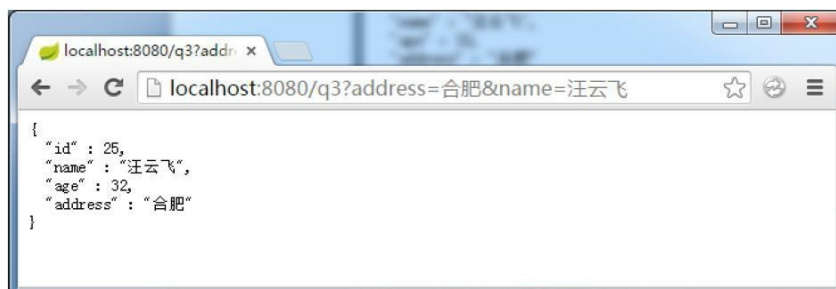 localhost:8080/q3?addr
localhost:8080/q3?address=合肥&name=汪云飞
{
"id" : 25,
"name" : "汪云飞",
"age" : 32,
"address" : "合肥"
}